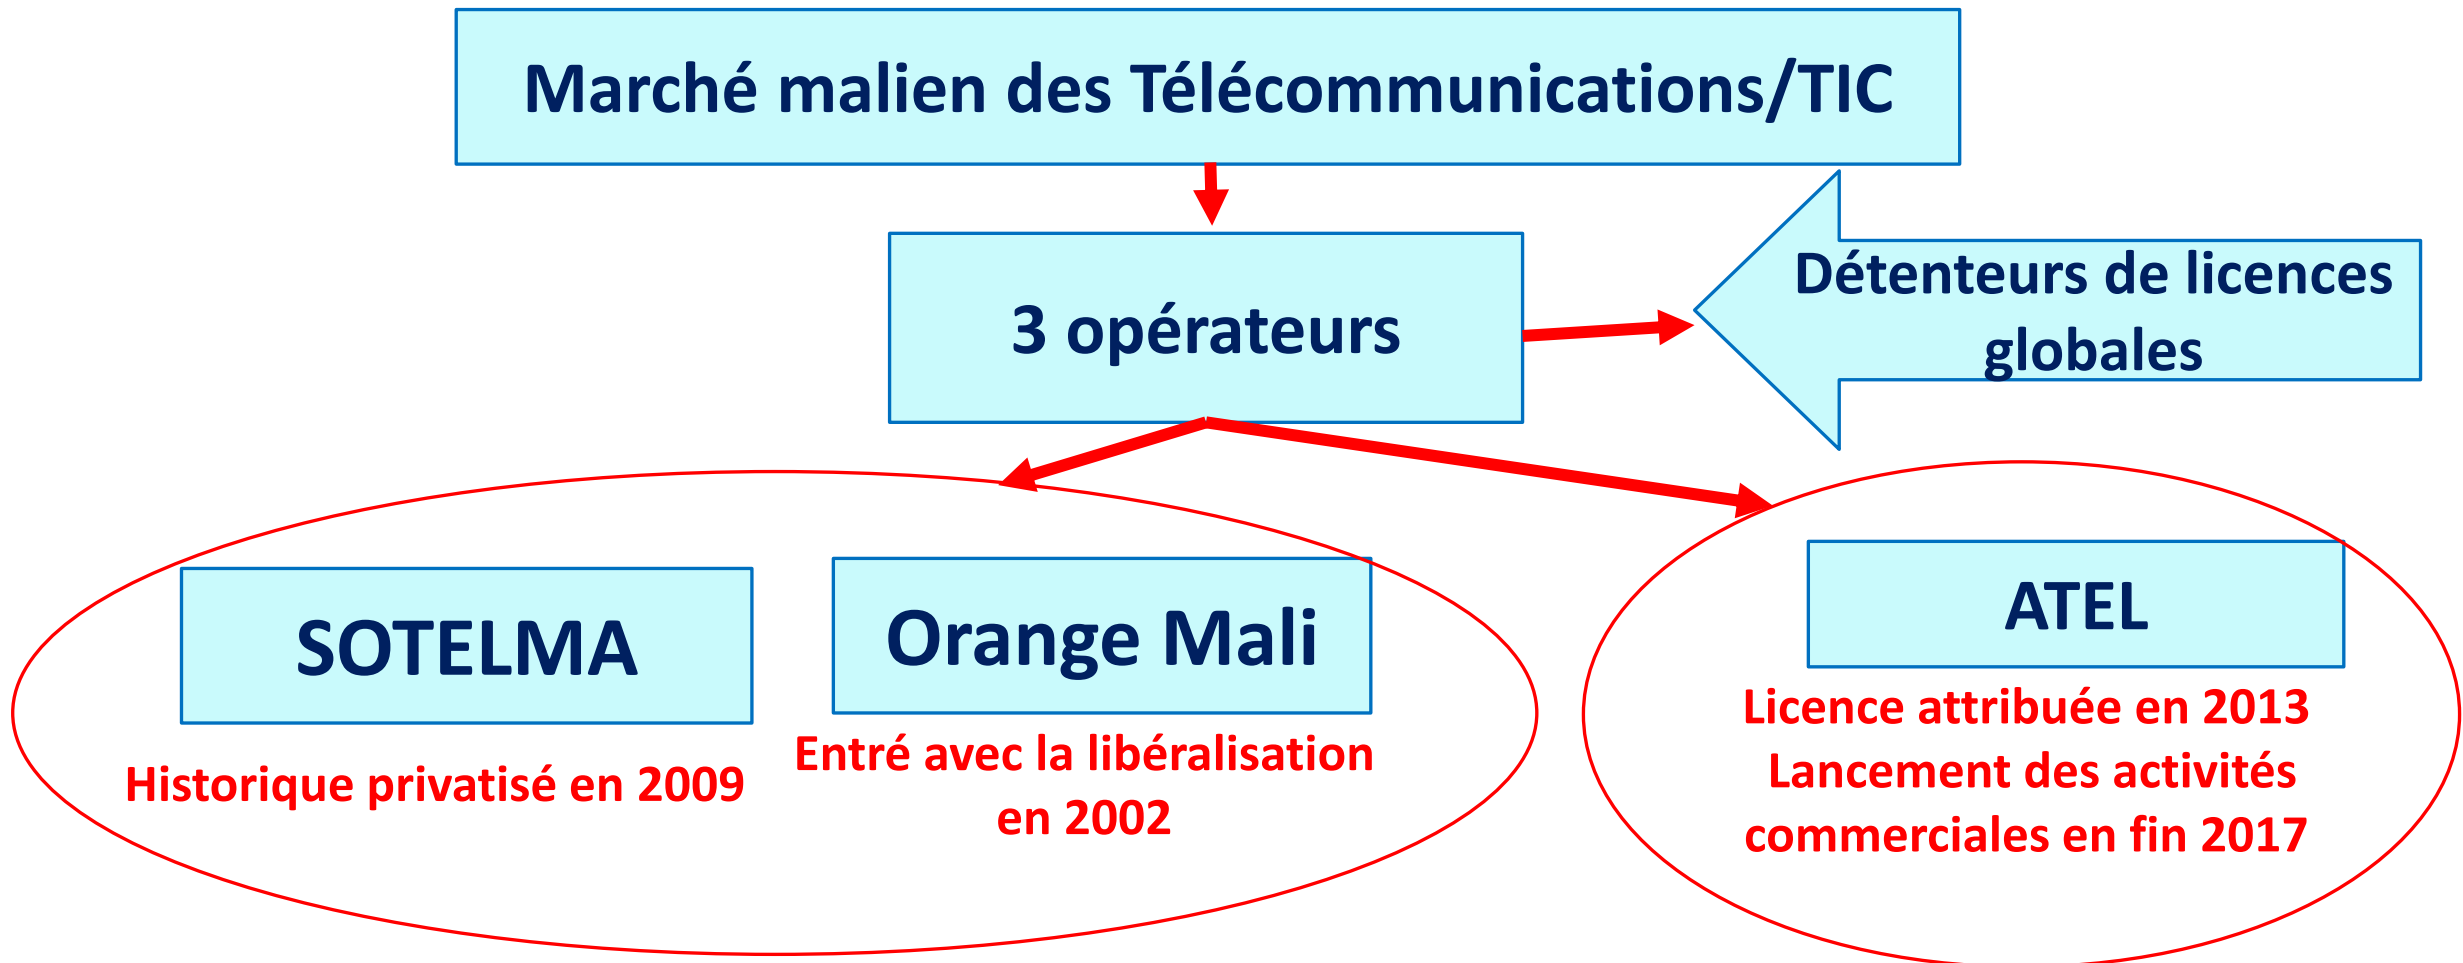 Marché malien des Télécommunications/TIC
3 opérateurs
Détenteurs de licences
globales
SOTELMA
Historique privatisé en 2009
Orange Mali
Entré avec la libéralisation
en 2002
ATEL
Licence attribuée en 2013
Lancement des activités
commerciales en fin 2017